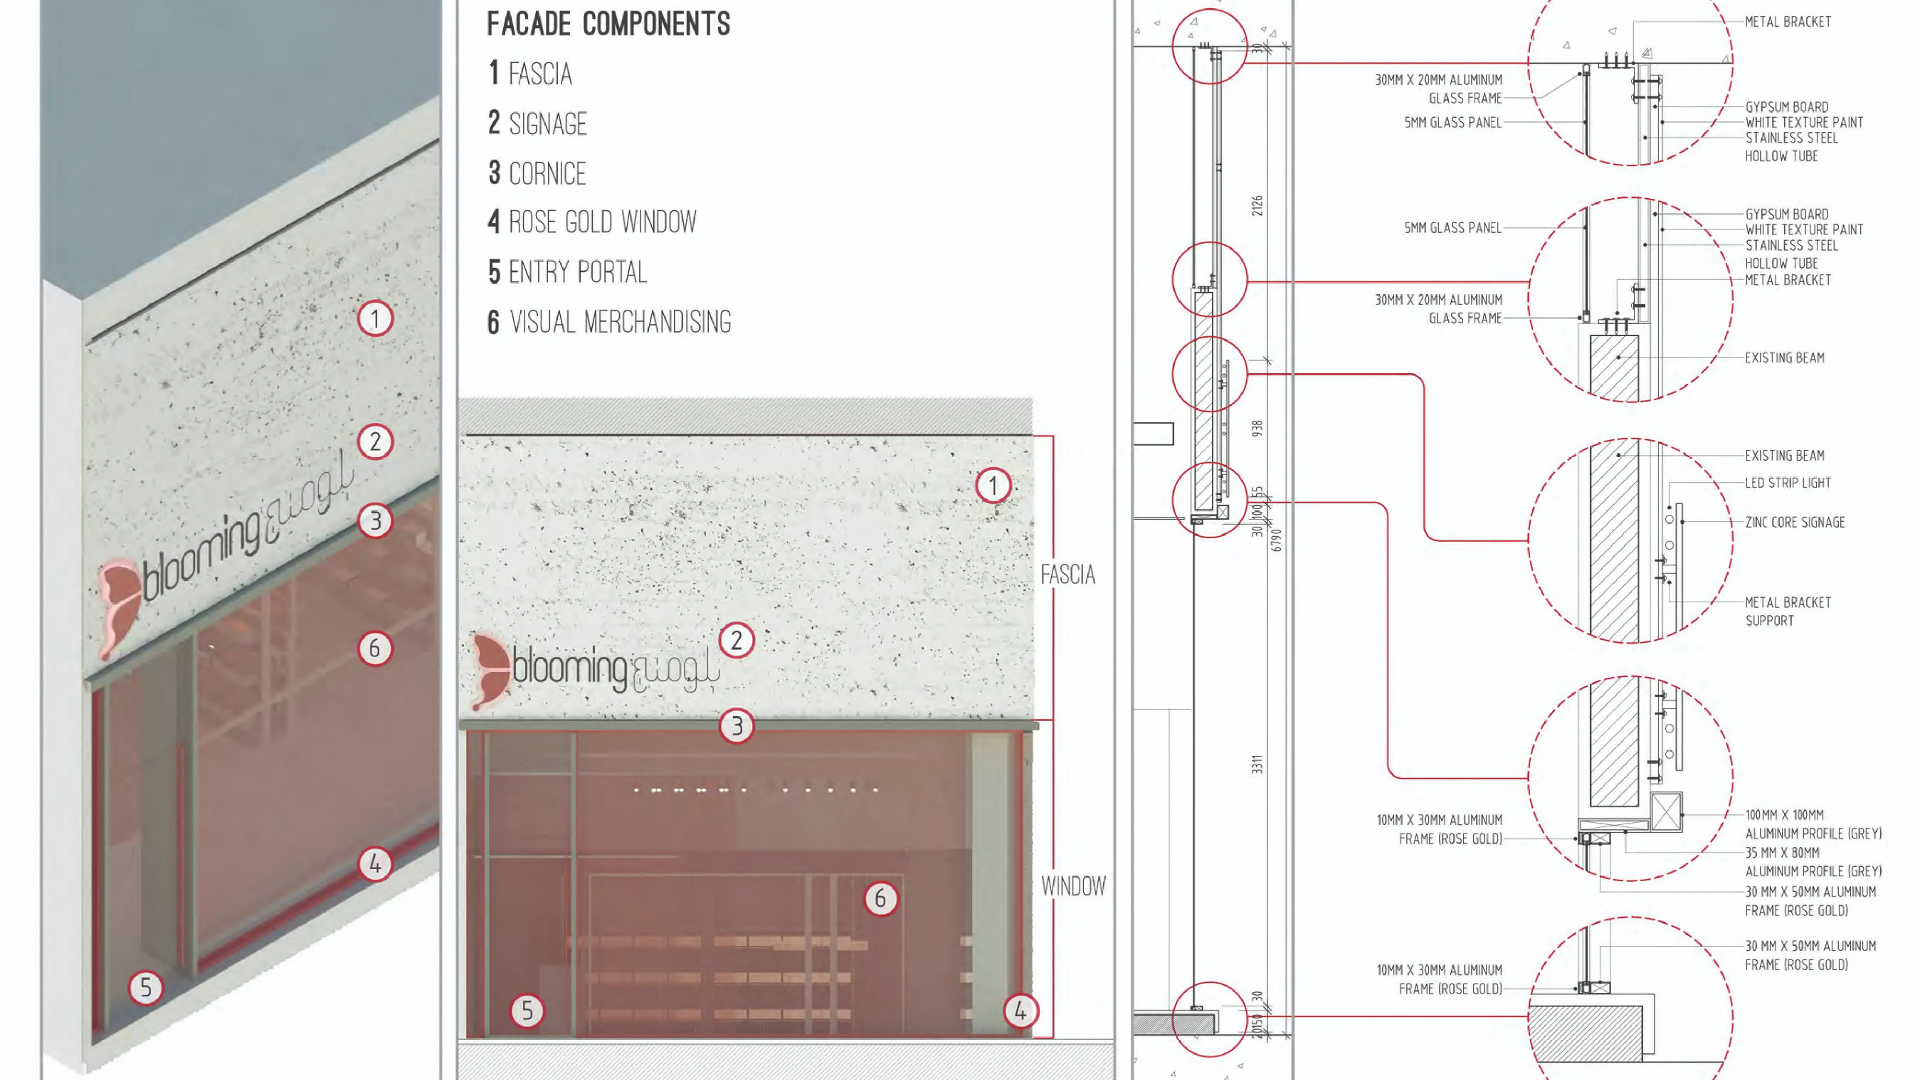 FACADE COMPONENTS
1 FASCIA
2 SIGNAGE
3 CORNICE
4 ROSE GOLD WINDOW
5 ENTRY PORTAL
6 VISUAL MERCHANDISING
1
2
3
6
4
5
blooming
1
2
blooming
3
6
5
4
FASCIA
WINDOW
30
2126
938
55
100
30
6790
3311
30
150
METAL BRACKET
30MM X 20MM ALUMINUM
GLASS FRAME
5MM GLASS PANEL
GYPSUM BOARD
WHITE TEXTURE PAINT
STAINLESS STEEL
HOLLOW TUBE
5MM GLASS PANEL
30MM X 20MM ALUMINUM
GLASS FRAME
GYPSUM BOARD
WHITE TEXTURE PAINT
STAINLESS STEEL
HOLLOW TUBE
METAL BRACKET
EXISTING BEAM
EXISTING BEAM
LED STRIP LIGHT
ZINC CORE SIGNAGE
METAL BRACKET
SUPPORT
10MM X 30MM ALUMINUM
FRAME (ROSE GOLD)
100MM X 100MM
ALUMINUM PROFILE (GREY)
35 MM X 80MM
ALUMINUM PROFILE (GREY)
30 MM X 50MM ALUMINUM
FRAME (ROSE GOLD)
10MM X 30MM ALUMINUM
FRAME (ROSE GOLD)
30 MM X 50MM ALUMINUM
FRAME (ROSE GOLD)